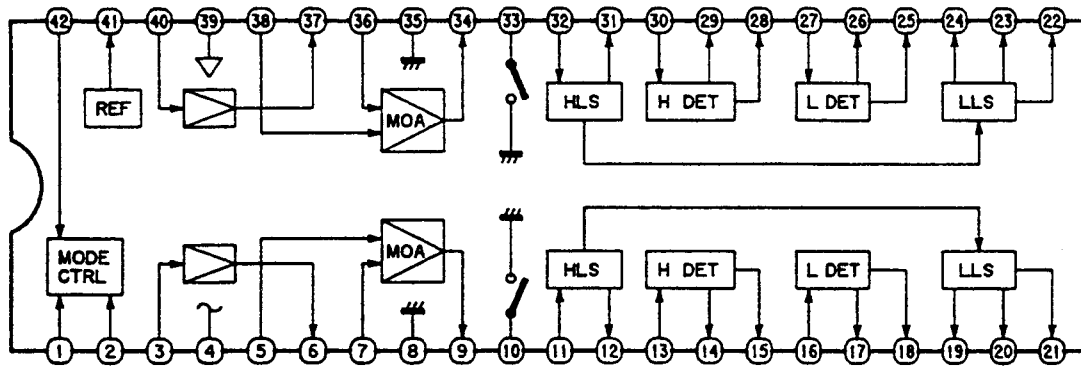 42 41 40 39 38 37 36 35 34 33 32 31 30 29 28 27 26 25 24 23 22
REF
MOA
HLS
H DET
L DET
LLS
MODE
CTRL
MOA
HLS
H DET
L DET
LLS
1 2 3 4 5 6 7 8 9 10 11 12 13 14 15 16 17 18 19 20 21